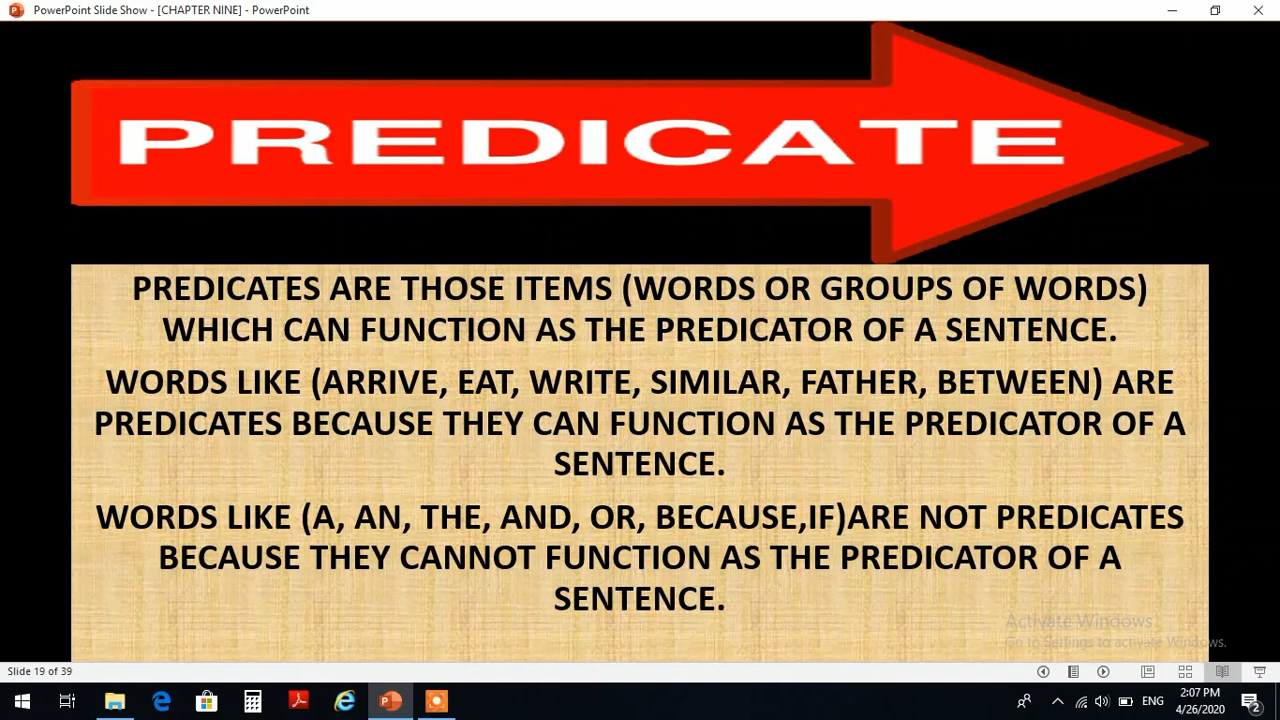 PowerPoint Slide Show - [CHAPTER NINE] - PowerPoint
PREDICATE
PREDICATES ARE THOSE ITEMS (WORDS OR GROUPS OF WORDS)
WHICH CAN FUNCTION AS THE PREDICATOR OF A SENTENCE.
WORDS LIKE (ARRIVE, EAT, WRITE, SIMILAR, FATHER, BETWEEN) ARE
PREDICATES BECAUSE THEY CAN FUNCTION AS THE PREDICATOR OF A
SENTENCE.
WORDS LIKE (A, AN, THE, AND, OR, BECAUSE,IF)ARE NOT PREDICATES
BECAUSE THEY CANNOT FUNCTION AS THE PREDICATOR OF A
SENTENCE.
Activate Windows
Go to Settings to activate Windows.
Slide 19 of 39
ENG
2:07 PM
4/26/2020
2